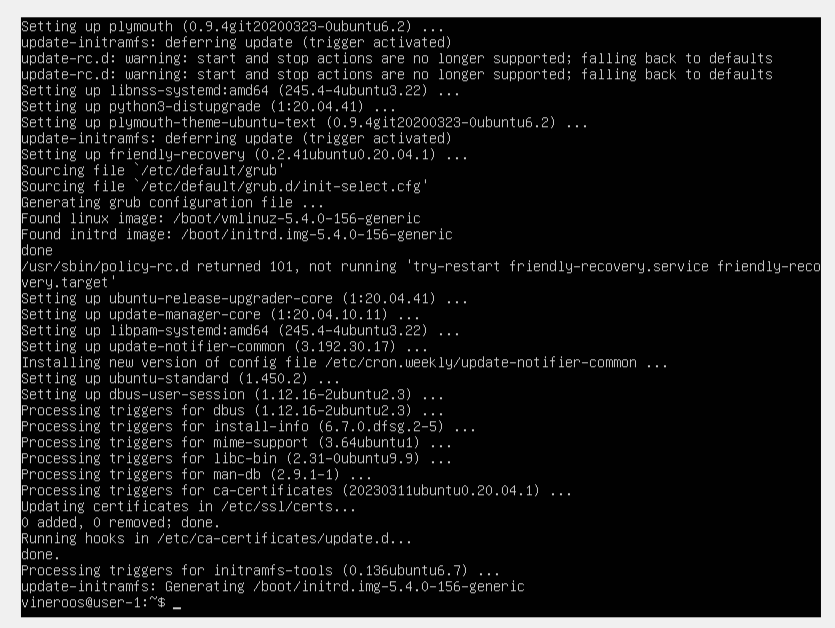 Setting up plymouth (0.9.4git20200323-0ubuntu6.2) ...
update-initramfs: deferring update (trigger activated)
update-rc.d: warning: start and stop actions are no longer supported; falling back to defaults
update-rc.d: warning: start and stop actions are no longer supported; falling back to defaults
Setting up libnss-systemd:amd64 (245.4-4ubuntu3.22) ...
Setting up python3-distupgrade (1:20.04.41) ...
Setting up plymouth-theme-ubuntu-text (0.9.4git20200323-0ubuntu6.2) ...
update-initramfs: deferring update (trigger activated)
Setting up friendly-recovery (0.2.41ubuntu0.20.04.1) ...
Sourcing file `/etc/default/grub'
Sourcing file `/etc/default/grub.d/init-select.cfg'
Generating grub configuration file ...
Found linux image: /boot/vmlinuz-5.4.0-156-generic
Found initrd image: /boot/initrd.img-5.4.0-156-generic
done
/usr/sbin/policy-rc.d returned 101, not running 'try-restart friendly-recovery.service friendly-reco
very.target'
Setting up ubuntu-release-upgrader-core (1:20.04.41) ...
Setting up update-manager-core (1:20.04.10.11) ...
Setting up libpam-systemd:amd64 (245.4-4ubuntu3.22) ...
Setting up update-notifier-common (3.192.30.17) ...
Installing new version of config file /etc/cron.weekly/update-notifier-common ...
Setting up ubuntu-standard (1.450.2) ...
Setting up dbus-user-session (1.12.16-2ubuntu2.3) ...
Processing triggers for dbus (1.12.16-2ubuntu2.3) ...
Processing triggers for install-info (6.7.0.dfsg.2-5) ...
Processing triggers for mime-support (3.64ubuntu1) ...
Processing triggers for libc-bin (2.31-0ubuntu9.9) ...
Processing triggers for man-db (2.9.1-1) ...
Processing triggers for ca-certificates (20230311ubuntu0.20.04.1) ...
Updating certificates in /etc/ssl/certs...
0 added, 0 removed; done.
Running hooks in /etc/ca-certificates/update.d...
done.
Processing triggers for initramfs-tools (0.136ubuntu6.7) ...
update-initramfs: Generating /boot/initrd.img-5.4.0-156-generic
vineroos@user-1:~$ _